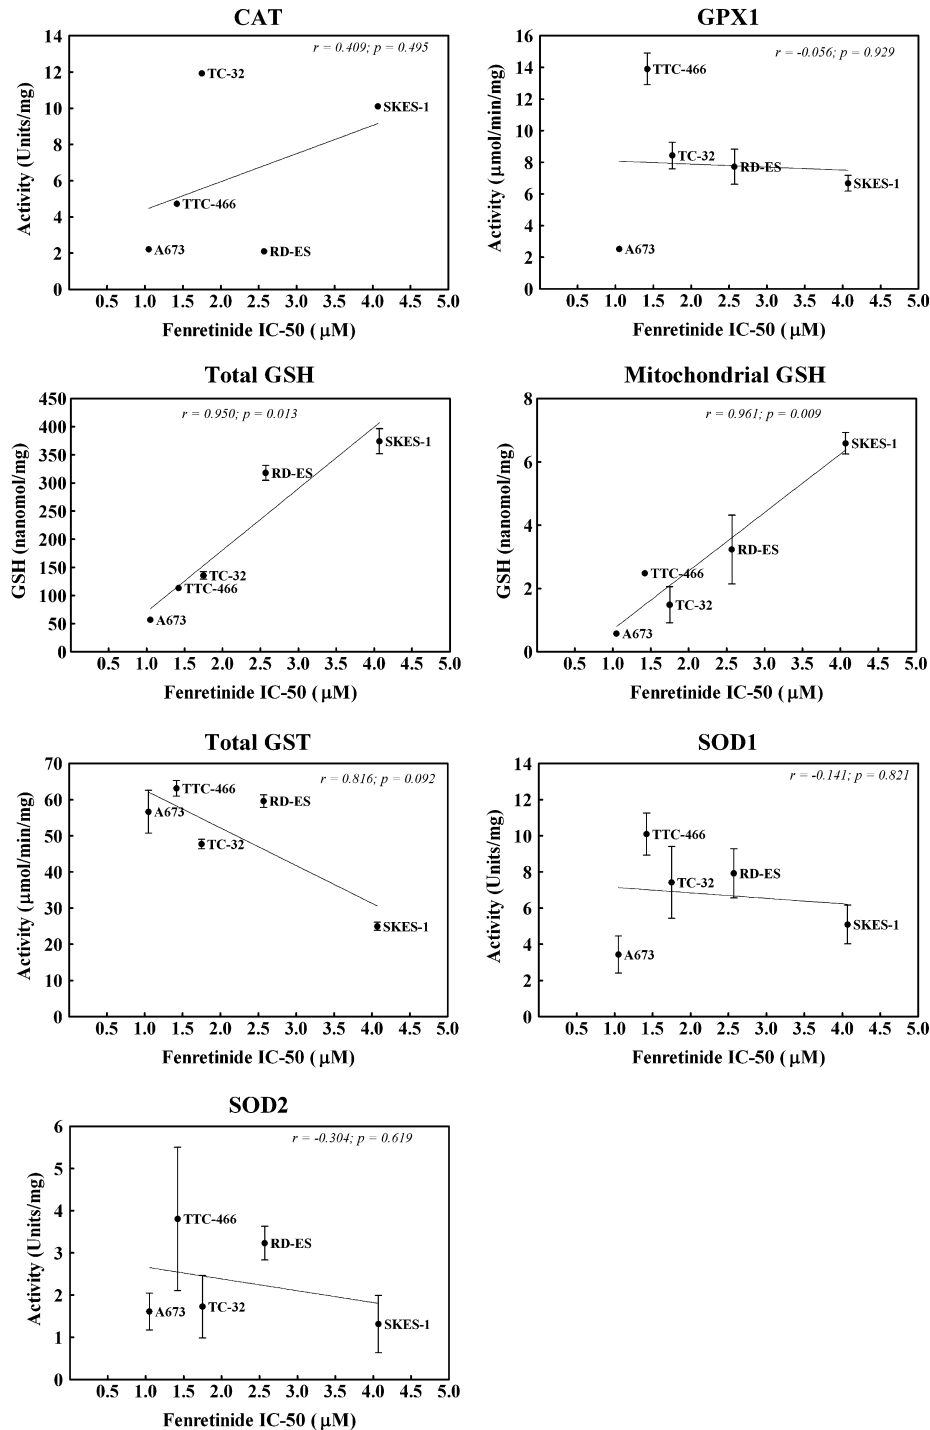 CAT
r = 0.409; p = 0.495
14
12
10
8
6
4
2
0
Activity (Units/mg)
TC-32
SKES-1
TTC-466
A673
RD-ES
0.5 1.0 1.5 2.0 2.5 3.0 3.5 4.0 4.5 5.0
Fenretinide IC-50 ( μM)
GPX1
r = -0.056; p = 0.929
16
14
12
10
8
6
4
2
0
Activity (μmol/min/mg)
TTC-466
TC-32
RD-ES
SKES-1
A673
0.5 1.0 1.5 2.0 2.5 3.0 3.5 4.0 4.5 5.0
Fenretinide IC-50 ( μM)
Total GSH
r = 0.950; p = 0.013
450
400
350
300
250
200
150
100
50
0
GSH (nanomol/mg)
SKES-1
RD-ES
TC-32
TTC-466
A673
0.5 1.0 1.5 2.0 2.5 3.0 3.5 4.0 4.5 5.0
Fenretinide IC-50 ( μM)
Mitochondrial GSH
r = 0.961; p = 0.009
8
6
4
2
0
GSH (nanomol/mg)
SKES-1
RD-ES
TTC-466
TC-32
A673
0.5 1.0 1.5 2.0 2.5 3.0 3.5 4.0 4.5 5.0
Fenretinide IC-50 ( μM)
Total GST
r = 0.816; p = 0.092
70
60
50
40
30
20
10
0
Activity (μmol/min/mg)
TTC-466
RD-ES
A673
TC-32
SKES-1
0.5 1.0 1.5 2.0 2.5 3.0 3.5 4.0 4.5 5.0
Fenretinide IC-50 ( μM)
SOD1
r = -0.141; p = 0.821
14
12
10
8
6
4
2
0
Activity (Units/mg)
TTC-466
RD-ES
TC-32
SKES-1
A673
0.5 1.0 1.5 2.0 2.5 3.0 3.5 4.0 4.5 5.0
Fenretinide IC-50 ( μM)
SOD2
r = -0.304; p = 0.619
6
5
4
3
2
1
0
Activity (Units/mg)
TTC-466
RD-ES
A673
TC-32
SKES-1
0.5 1.0 1.5 2.0 2.5 3.0 3.5 4.0 4.5 5.0
Fenretinide IC-50 ( μM)